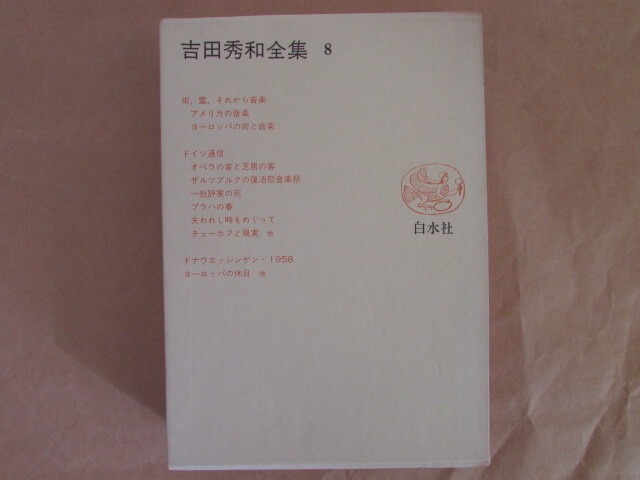 吉田秀和全集 8
街，霊，それから音楽
アメリカの音楽
ヨーロッパの街と音楽
ドイツ通信
オペラの客と芝居の客
ザルツブルクの復活祭音楽祭
一批評家の死
プラハの春
失われし時をめぐって
チェーホフと現実 他
ドナウエッシンゲン・1958
ヨーロッパの休日 他
白水社